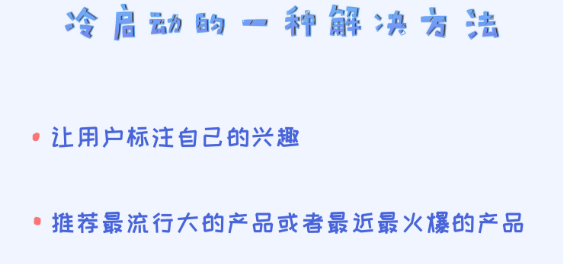 冷启动的一种解决方法
让用户标注自己的兴趣
推荐最流行大的产品或者最近最火爆的产品